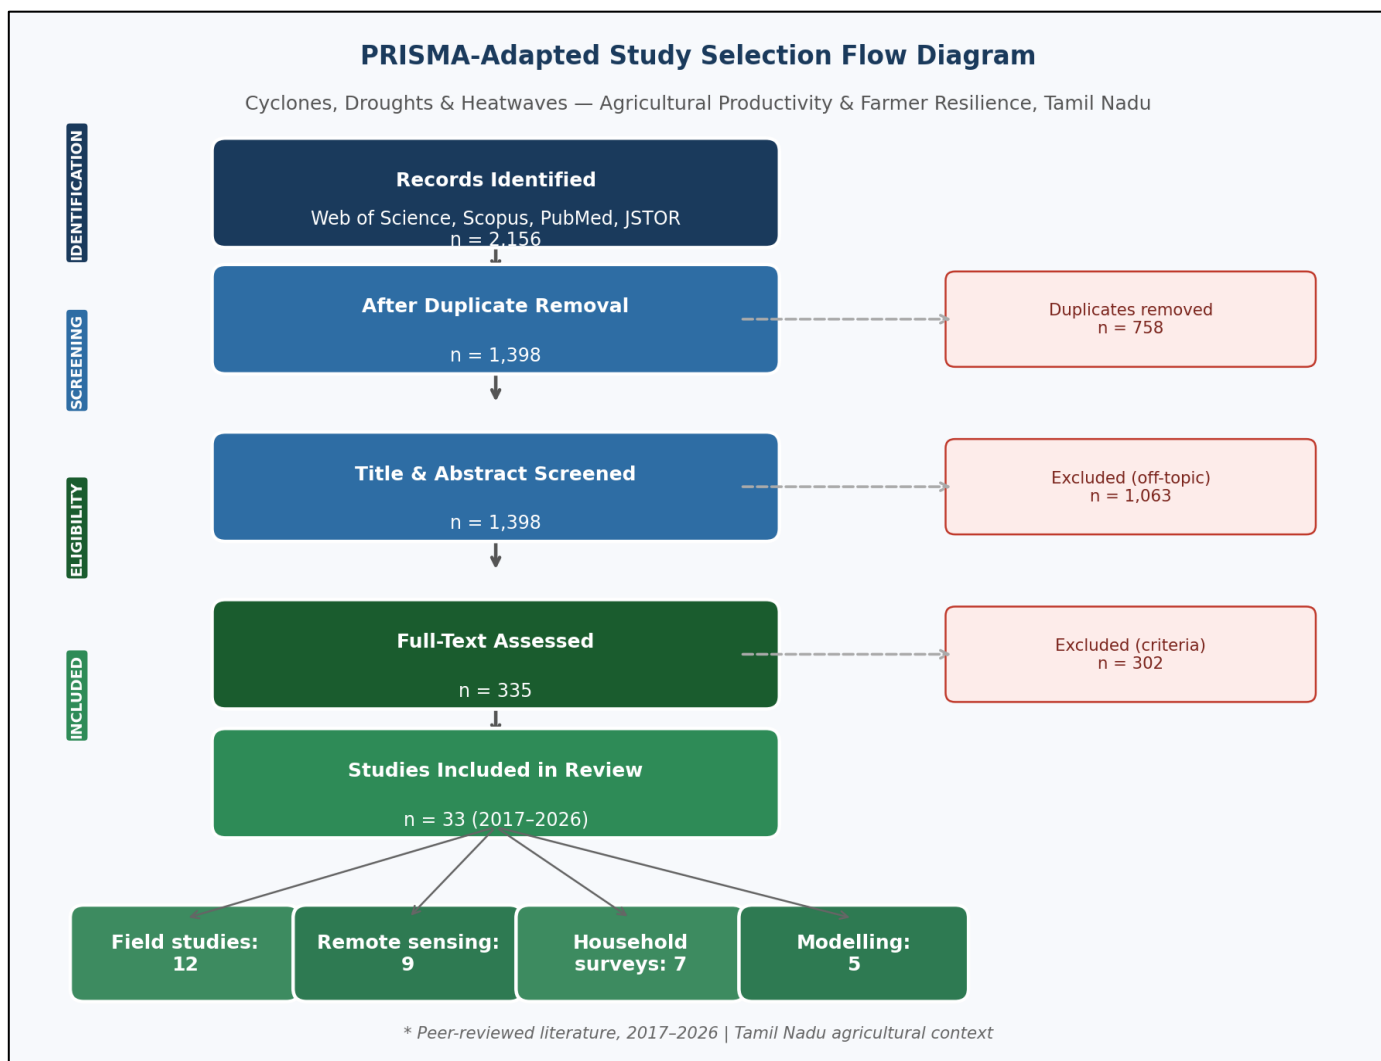 PRISMA-Adapted Study Selection Flow Diagram
Cyclones, Droughts & Heatwaves — Agricultural Productivity & Farmer Resilience, Tamil Nadu
IDENTIFICATION
Records Identified
Web of Science, Scopus, PubMed, JSTOR
n = 2,156
SCREENING
After Duplicate Removal
n = 1,398
Duplicates removed
n = 758
Title & Abstract Screened
n = 1,398
Excluded (off-topic)
n = 1,063
ELIGIBILITY
Full-Text Assessed
n = 335
Excluded (criteria)
n = 302
INCLUDED
Studies Included in Review
n = 33 (2017–2026)
Field studies:
12
Remote sensing:
9
Household
surveys: 7
Modelling:
5
* Peer-reviewed literature, 2017–2026 | Tamil Nadu agricultural context